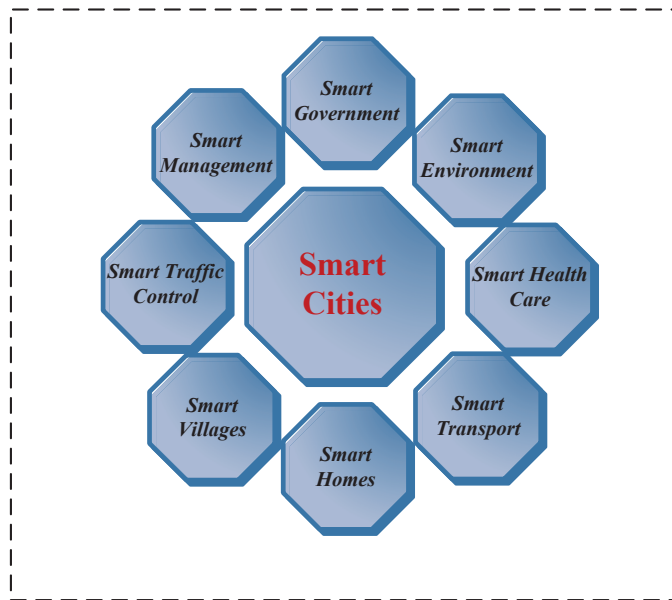 Smart
Government
Smart
Management
Smart
Environment
Smart Traffic
Control
Smart
Cities
Smart Health
Care
Smart
Villages
Smart
Transport
Smart
Homes